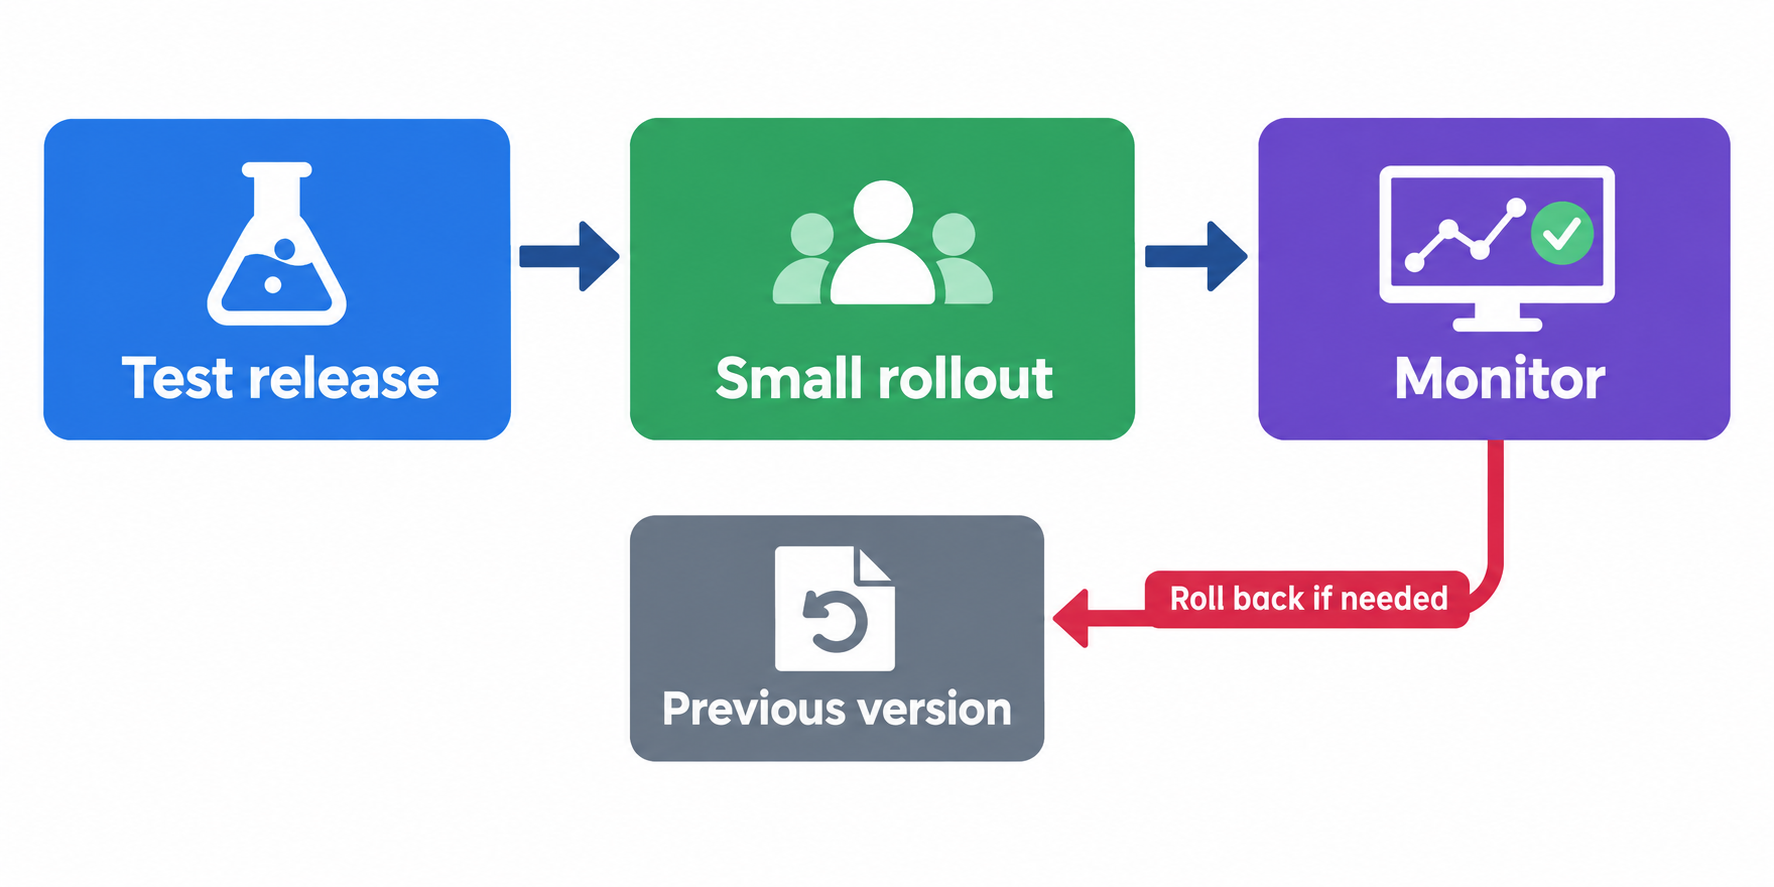 Test release
Small rollout
Monitor
Roll back if needed
Previous version